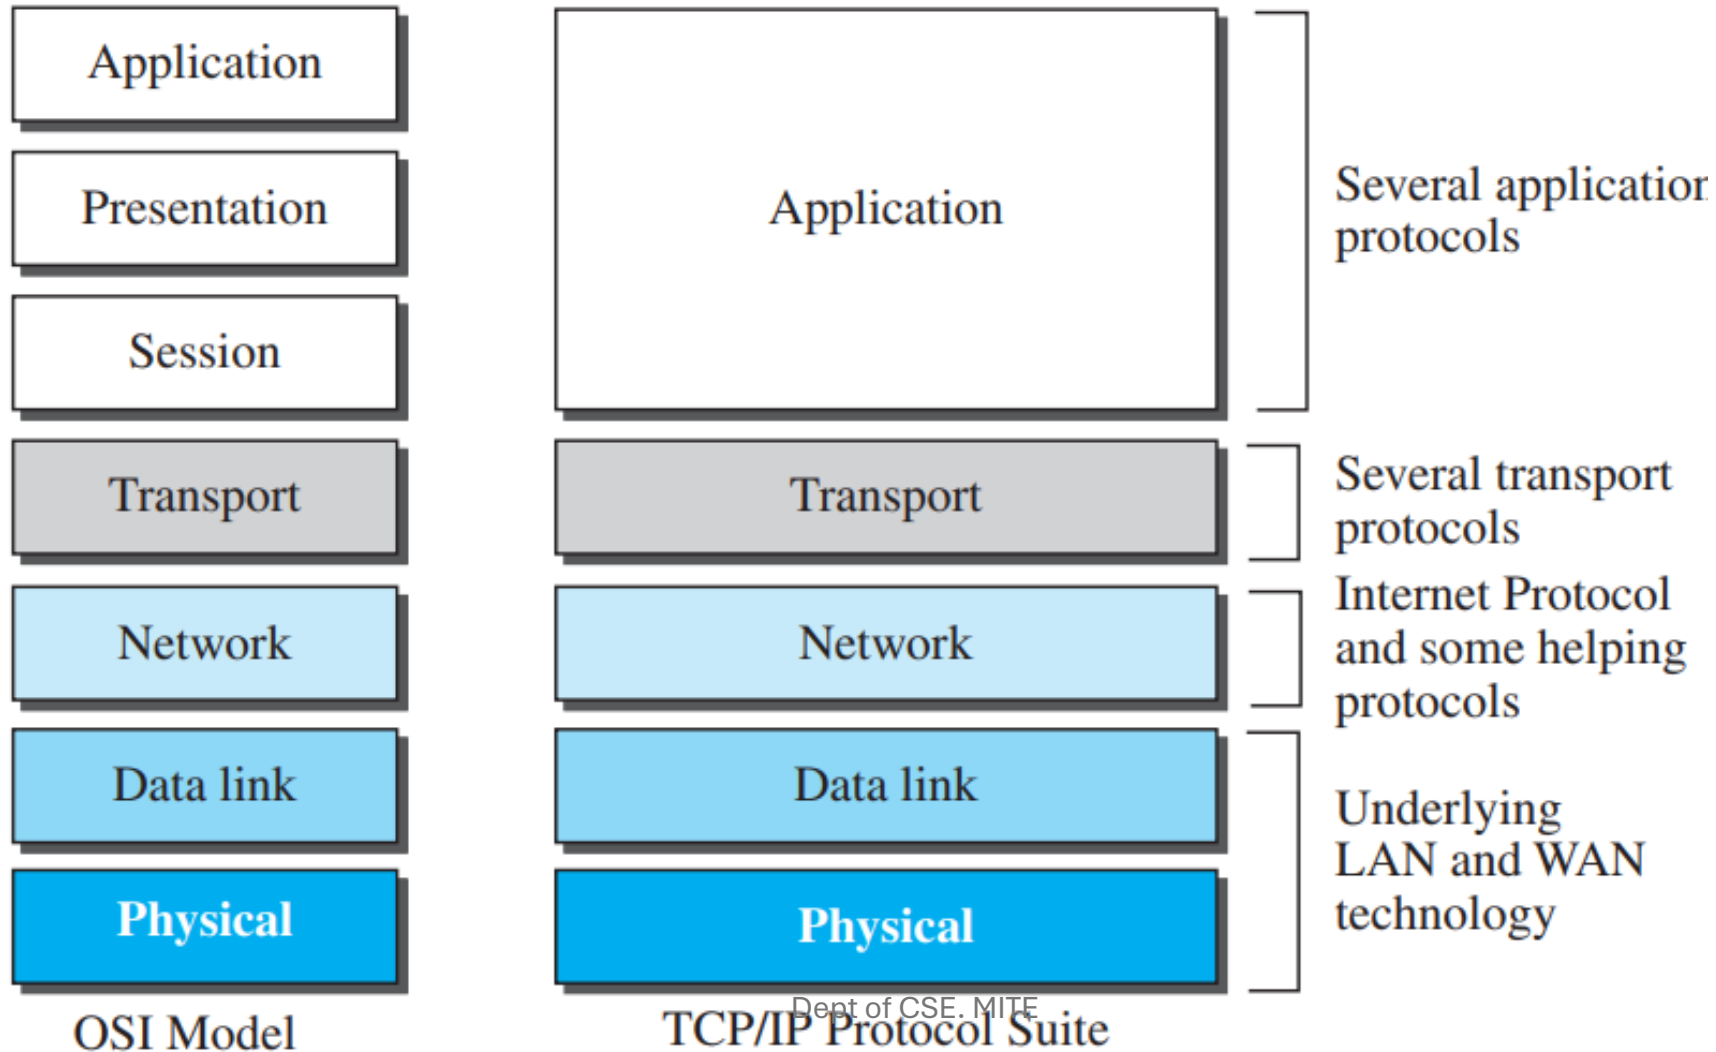 Application
Presentation
Session
Transport
Network
Data link
Physical
OSI Model
Application
Transport
Network
Data link
Physical
TCP/IP Protocol Suite
Dept of CSE. MITE
Several application
protocols
Several transport
protocols
Internet Protocol
and some helping
protocols
Underlying
LAN and WAN
technology